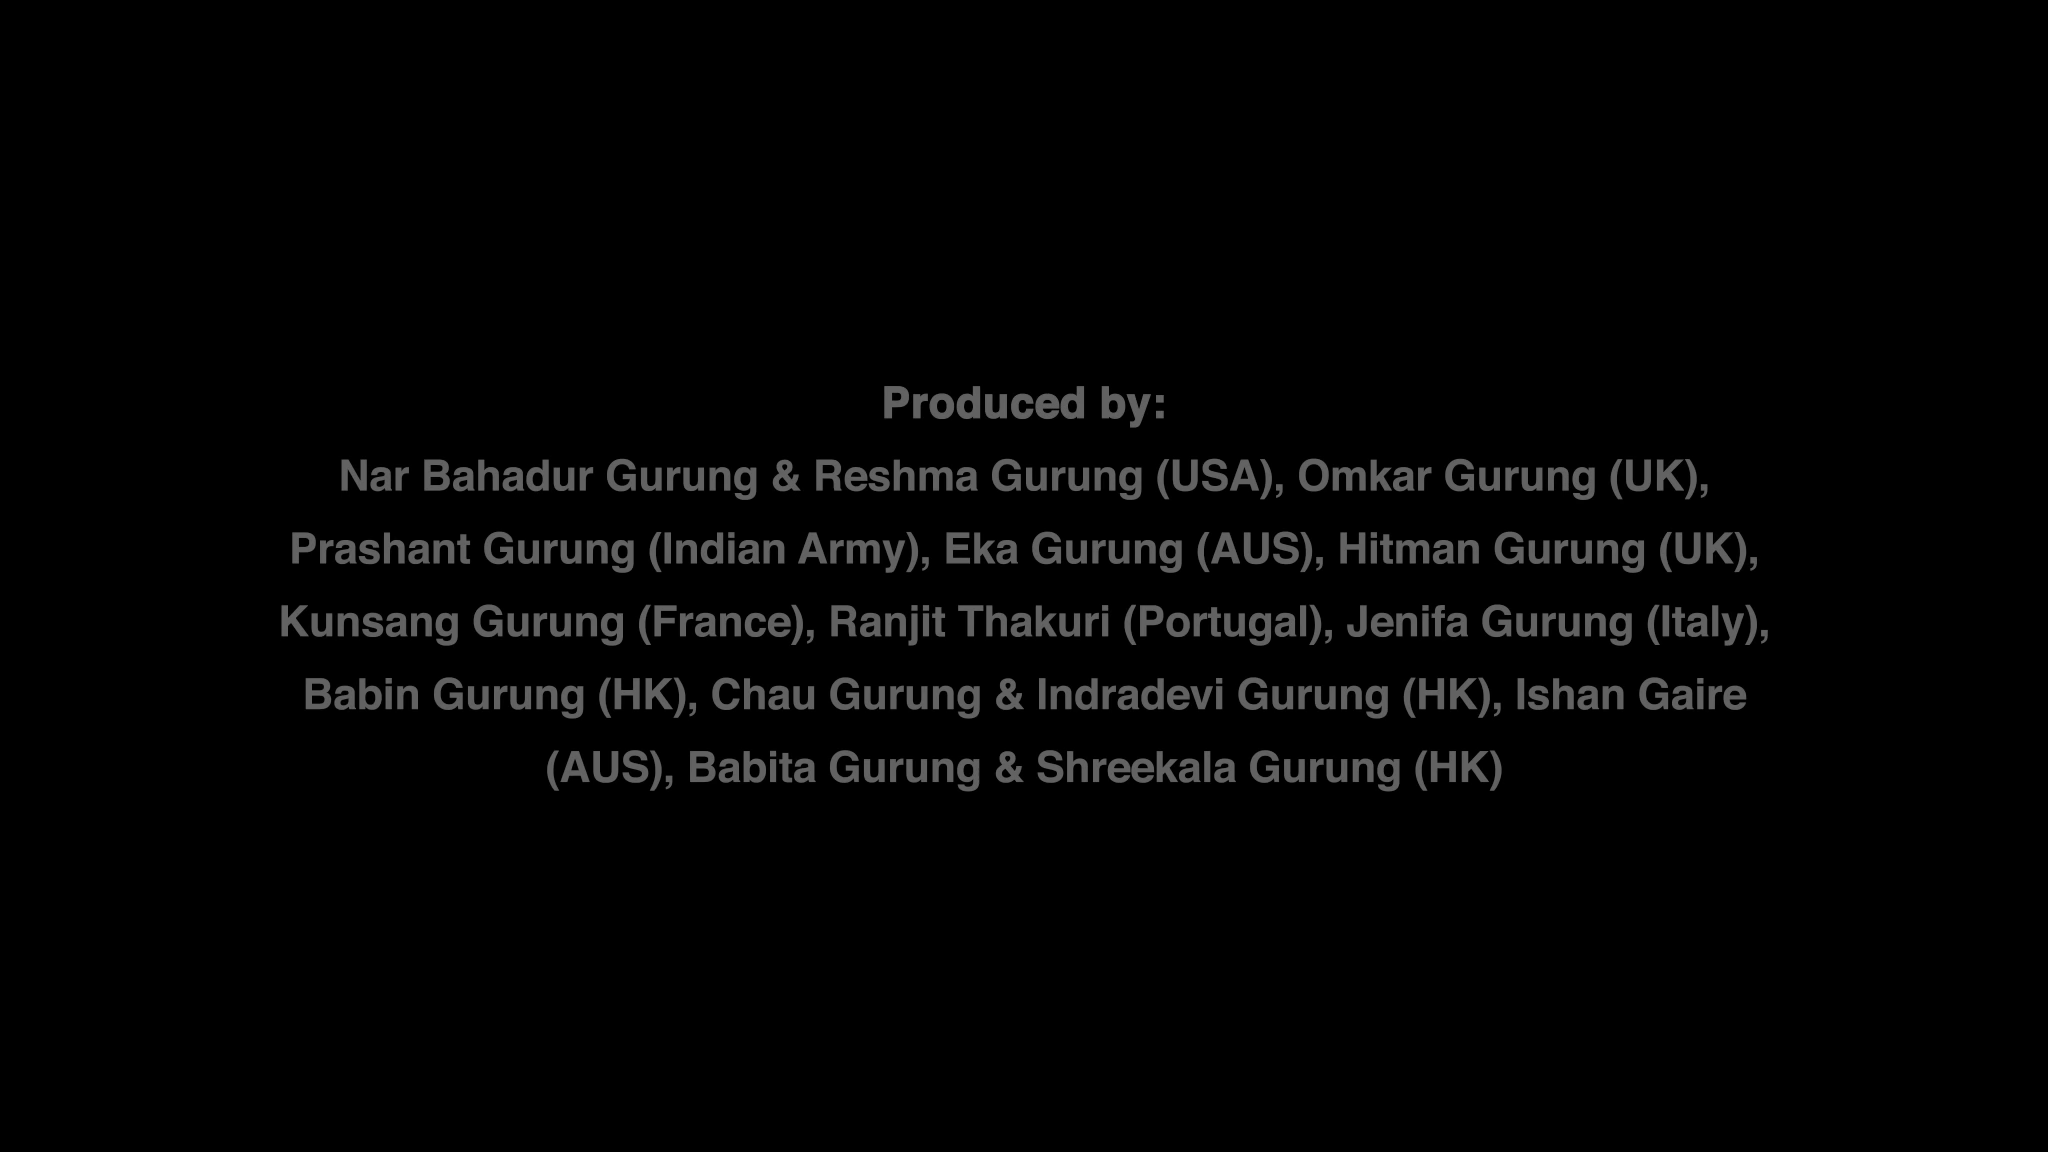 Produced by:
Nar Bahadur Gurung & Reshma Gurung (USA), Omkar Gurung (UK),
Prashant Gurung (Indian Army), Eka Gurung (AUS), Hitman Gurung (UK),
Kunsang Gurung (France), Ranjit Thakuri (Portugal), Jenifa Gurung (Italy),
Babin Gurung (HK), Chau Gurung & Indradevi Gurung (HK), Ishan Gaire
(AUS), Babita Gurung & Shreekala Gurung (HK)